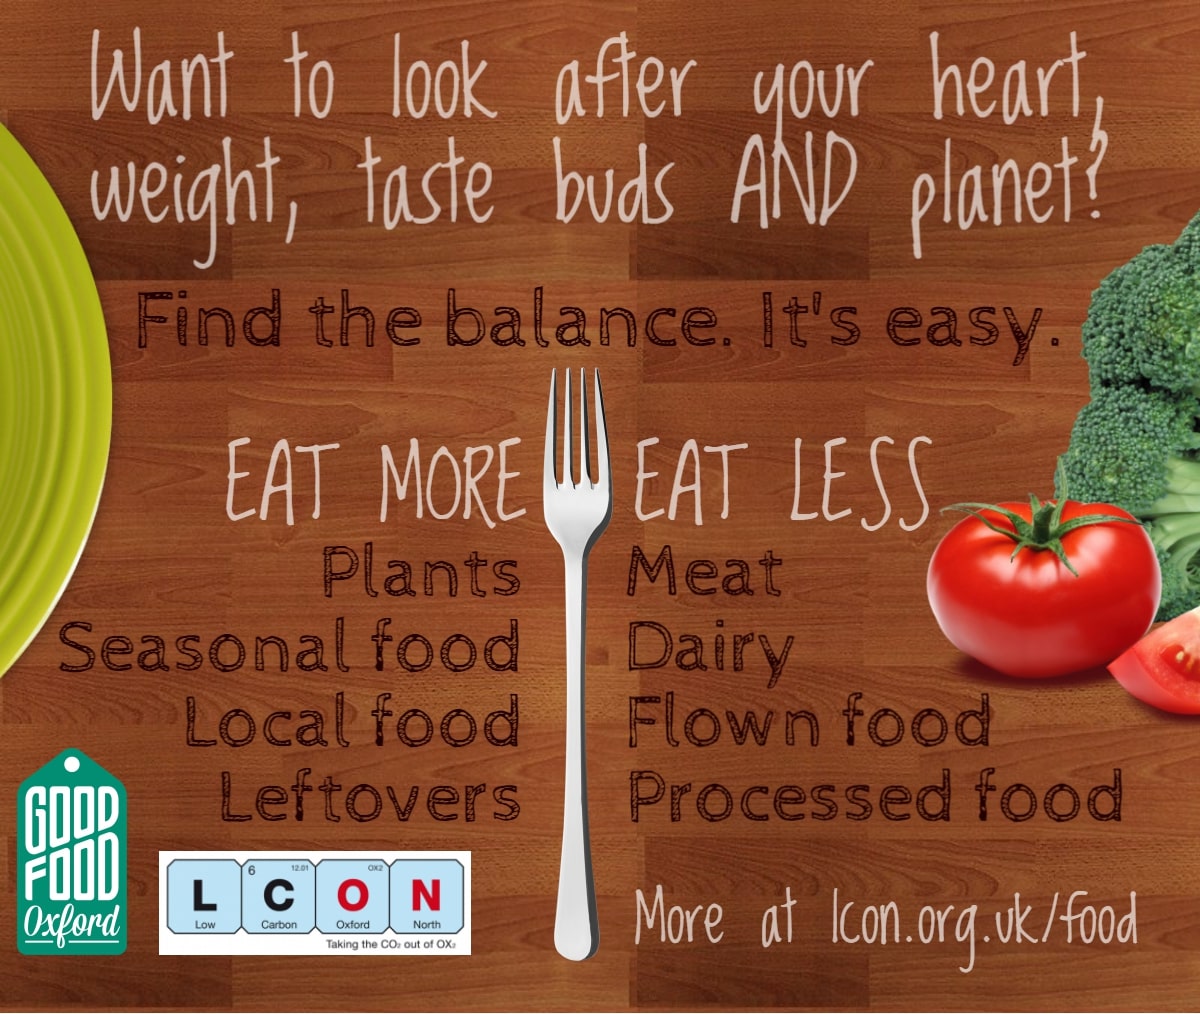 Want to look after your heart,
weight, taste buds AND planet?
Find the balance. It's easy.
EAT MORE
Plants
Seasonal food
Local food
Leftovers
EAT LESS
Meat
Dairy
Flown food
Processed food
GOOD
FOOD
Oxford
6 12.01 OX2
L C O N
Low Carbon Oxford North
Taking the CO₂ out of OX₂
More at lcon.org.uk/food